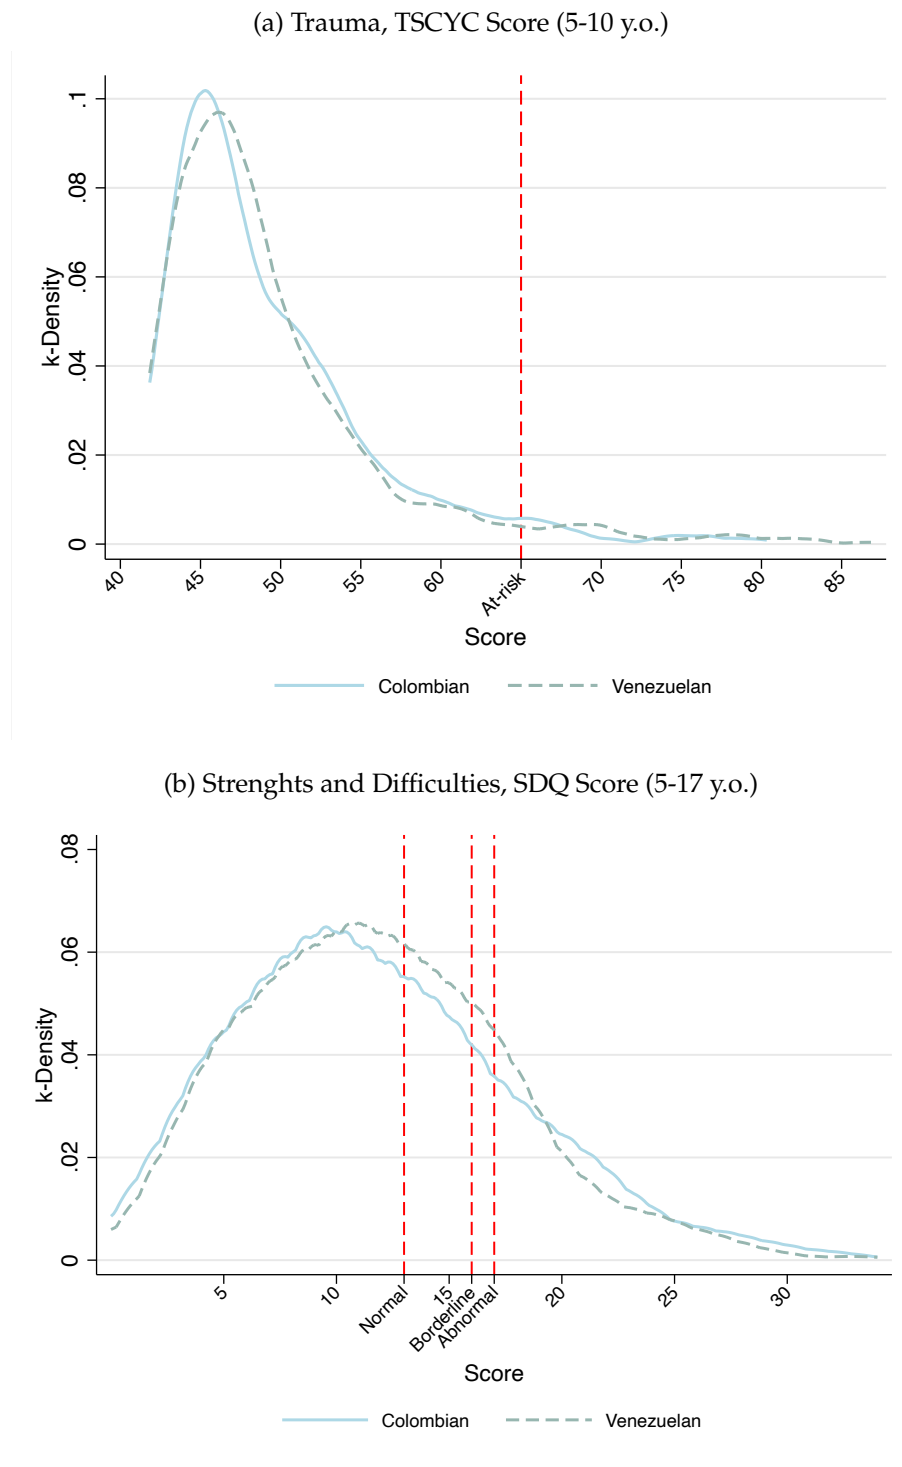 (a) Trauma, TSCYC Score (5-10 y.o.)
k-Density
.1
.08
.06
.04
.02
0
40 45 50 55 60 At-risk 70 75 80 85
Score
Colombian Venezuelan
(b) Strenghts and Difficulties, SDQ Score (5-17 y.o.)
k-Density
.08
.06
.04
.02
0
5 10 Normal 15 Borderline Abnormal 20 25 30
Score
Colombian Venezuelan